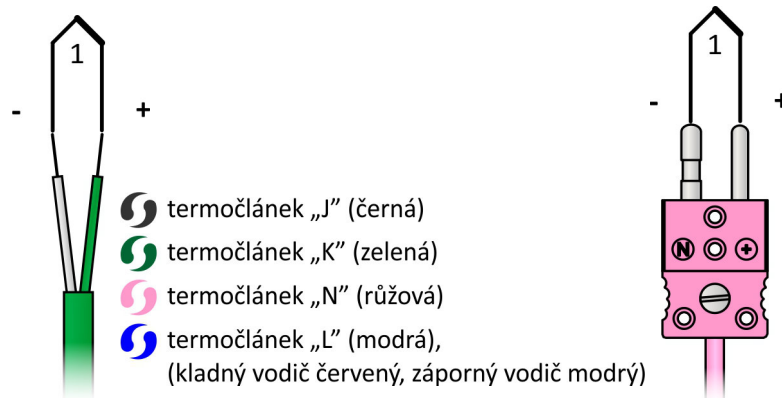 1
- +
termočlánek „J” (černá)
termočlánek „K” (zelená)
termočlánek „N” (růžová)
termočlánek „L” (modrá),
(kladný vodič červený, záporný vodič modrý)
1
- +
N +